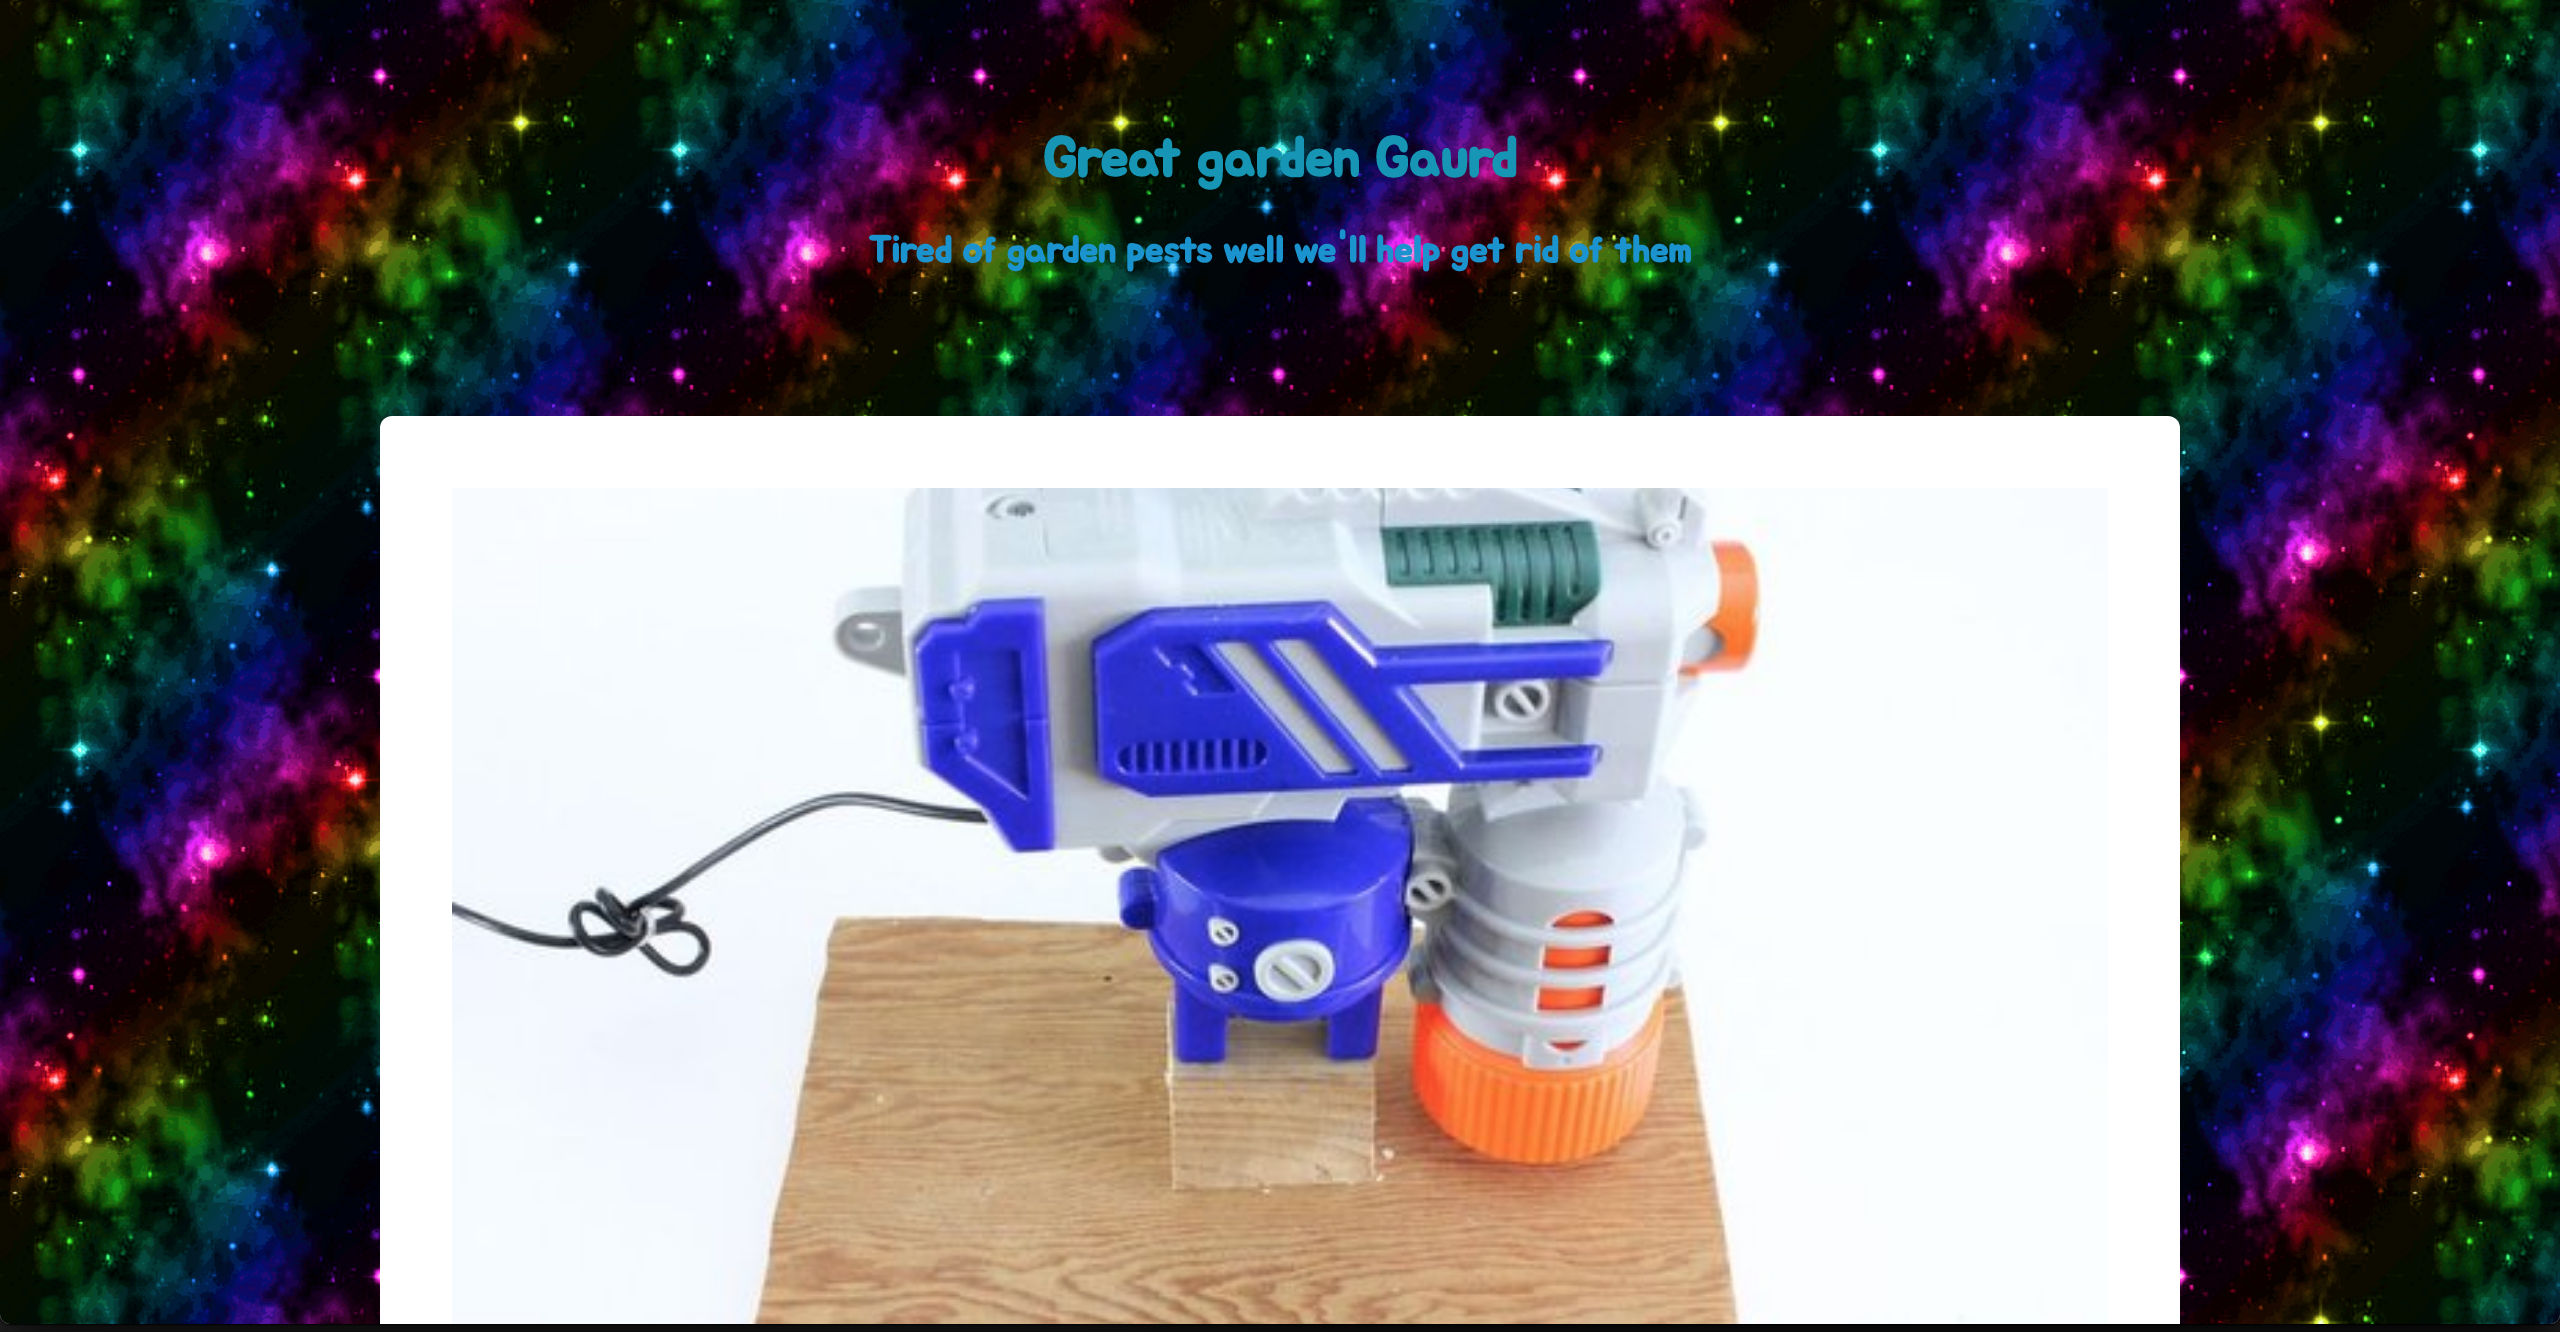 Great garden Gaurd
Tired of garden pests well we'll help get rid of them